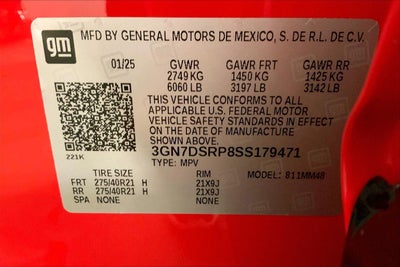 gm
MFD BY GENERAL MOTORS DE MEXICO, S. DE R.L. DE C.V.
01/25 GVWR GAWR FRT GAWR RR
2749 KG 1450 KG 1425 KG
6060 LB 3197 LB 3142 LB
THIS VEHICLE CONFORMS TO ALL
APPLICABLE U.S. FEDERAL MOTOR
VEHICLE SAFETY STANDARDS IN EFFECT
ON THE DATE OF MANUFACTURE
SHOWN ABOVE.
221K
3GN7DSRP8SS179471
TYPE: MPV MODEL: 811MM48
TIRE SIZE RIM
FRT 275/40R21 H 21X9J
RR 275/40R21 H 21X9J
SPA NONE NONE